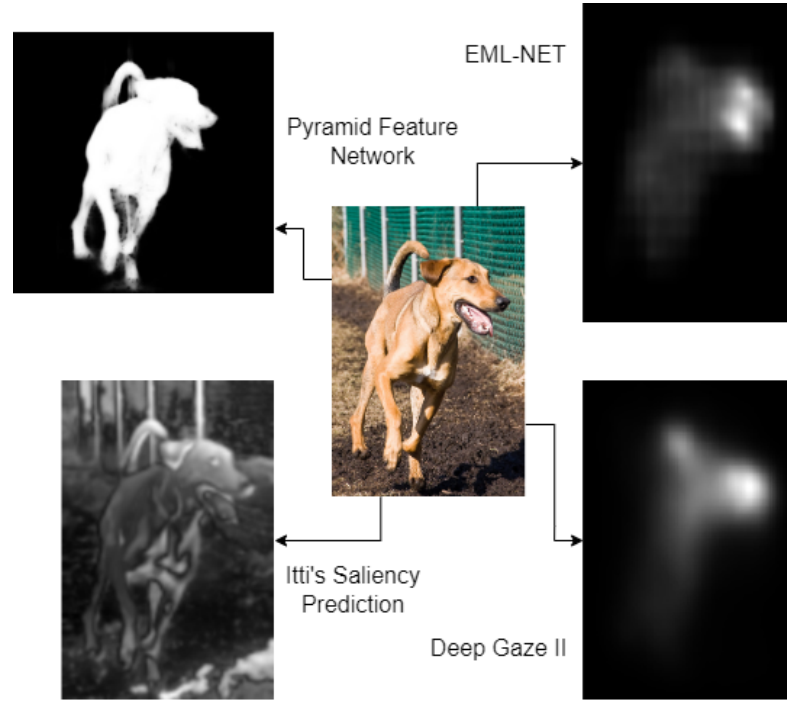 EML-NET
Pyramid Feature
Network
Itti's Saliency
Prediction
Deep Gaze II